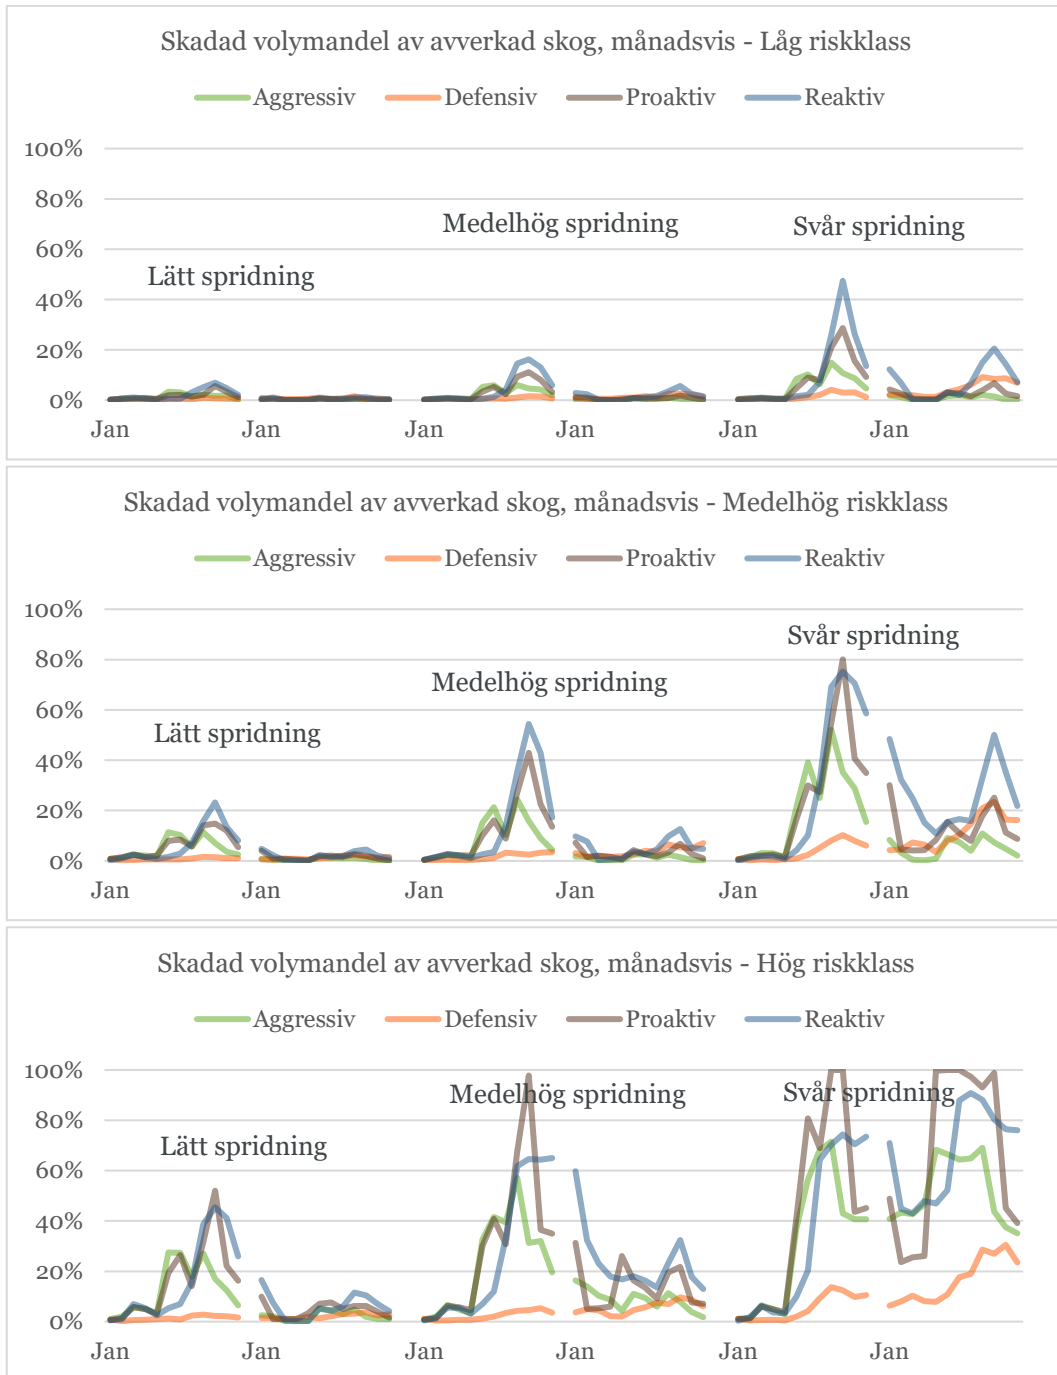 Skadad volymandel av avverkad skog, månadsvis - Låg riskklass
Aggressiv Defensiv Proaktiv Reaktiv
100%
80%
Medelhög spridning Svår spridning
60%
Lätt spridning
40%
20%
0%
Jan Jan Jan Jan Jan Jan
Skadad volymandel av avverkad skog, månadsvis - Medelhög riskklass
Aggressiv Defensiv Proaktiv Reaktiv
100%
Svår spridning
80%
Medelhög spridning
60%
Lätt spridning
40%
20%
0%
Jan Jan Jan Jan Jan Jan
Skadad volymandel av avverkad skog, månadsvis - Hög riskklass
Aggressiv Defensiv Proaktiv Reaktiv
100%
Medelhög spridning Svår spridning
80%
Lätt spridning
60%
40%
20%
0%
Jan Jan Jan Jan Jan Jan